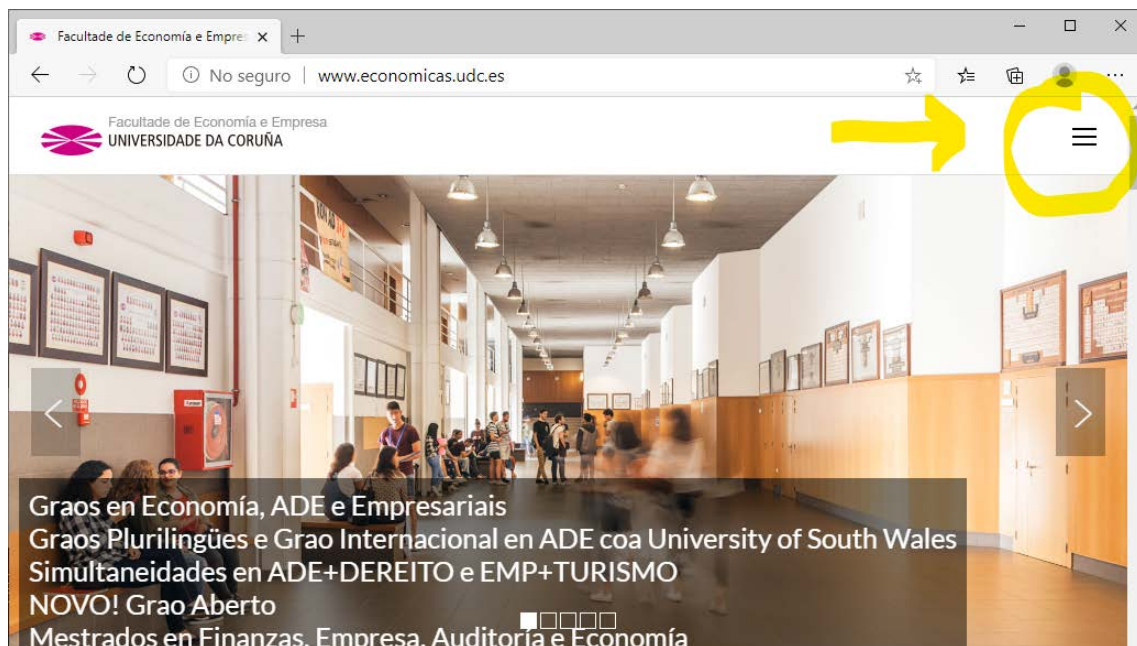 Facultade de Economía e Empre
No seguro | www.economicas.udc.es
Facultade de Economía e Empresa
UNIVERSIDADE DA CORUÑA
Graos en Economía, ADE e Empresariais
Graos Plurilingües e Grao Internacional en ADE coa University of South Wales
Simultaneidades en ADE+DEREITO e EMP+TURISMO
NOVO! Grao Aberto
Mestrados en Finanzas, Empresa, Auditoría e Economía